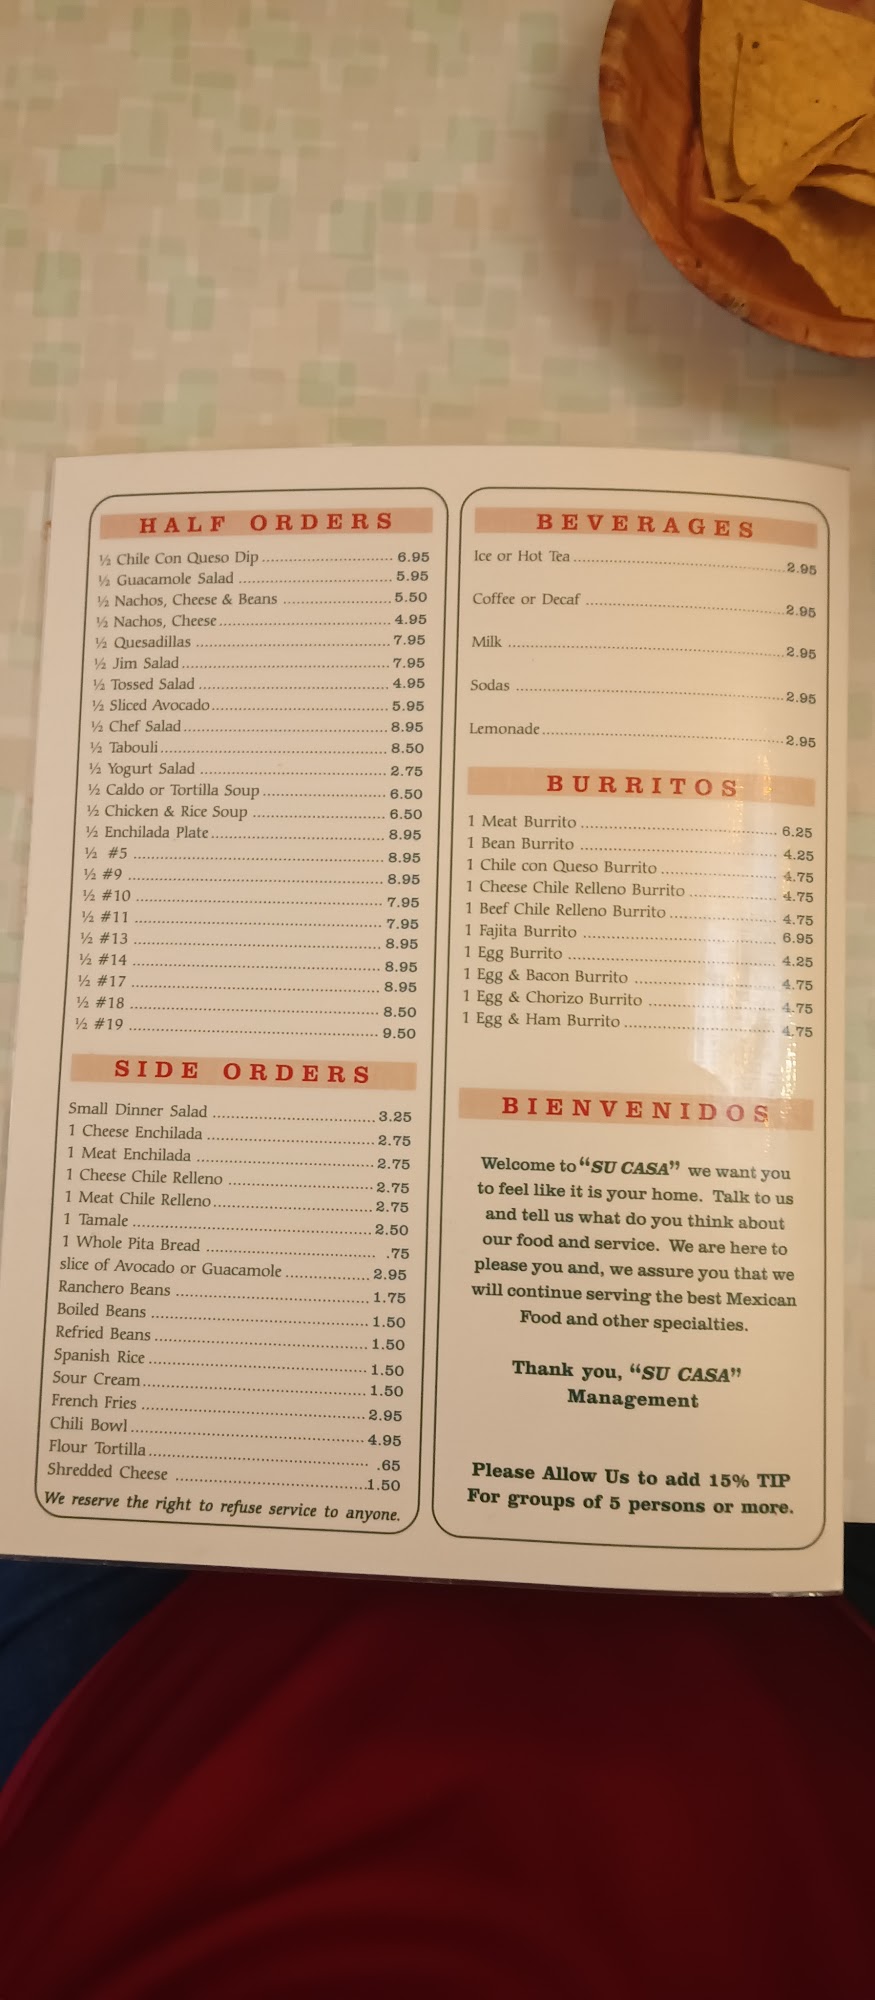 HALF ORDERS
½ Chile Con Queso Dip 6.95
½ Guacamole Salad 5.95
½ Nachos, Cheese & Beans 5.50
½ Nachos, Cheese 4.95
½ Quesadillas 7.95
½ Jim Salad 7.95
½ Tossed Salad 4.95
½ Sliced Avocado 5.95
½ Chef Salad 8.95
½ Tabouli 8.50
½ Yogurt Salad 2.75
½ Caldo or Tortilla Soup 6.50
½ Chicken & Rice Soup 6.50
½ Enchilada Plate 8.95
½ #5 8.95
½ #9 8.95
½ #10 7.95
½ #11 7.95
½ #13 8.95
½ #14 8.95
½ #17 8.95
½ #18 8.50
½ #19 9.50
SIDE ORDERS
Small Dinner Salad 3.25
1 Cheese Enchilada 2.75
1 Meat Enchilada 2.75
1 Cheese Chile Relleno 2.75
1 Meat Chile Relleno 2.75
1 Tamale 2.50
1 Whole Pita Bread .75
slice of Avocado or Guacamole 2.95
Ranchero Beans 1.75
Boiled Beans 1.50
Refried Beans 1.50
Spanish Rice 1.50
Sour Cream 1.50
French Fries 2.95
Chili Bowl 4.95
Flour Tortilla .65
Shredded Cheese 1.50
We reserve the right to refuse service to anyone.
BEVERAGES
Ice or Hot Tea 2.95
Coffee or Decaf 2.95
Milk 2.95
Sodas 2.95
Lemonade 2.95
BURRITOS
1 Meat Burrito 6.25
1 Bean Burrito 4.25
1 Chile con Queso Burrito 4.75
1 Cheese Chile Relleno Burrito 4.75
1 Beef Chile Relleno Burrito 4.75
1 Fajita Burrito 6.95
1 Egg Burrito 4.25
1 Egg & Bacon Burrito 4.75
1 Egg & Chorizo Burrito 4.75
1 Egg & Ham Burrito 4.75
BIENVENIDOS
Welcome to “SU CASA” we want you
to feel like it is your home. Talk to us
and tell us what do you think about
our food and service. We are here to
please you and, we assure you that we
will continue serving the best Mexican
Food and other specialties.
Thank you, “SU CASA”
Management
Please Allow Us to add 15% TIP
For groups of 5 persons or more.